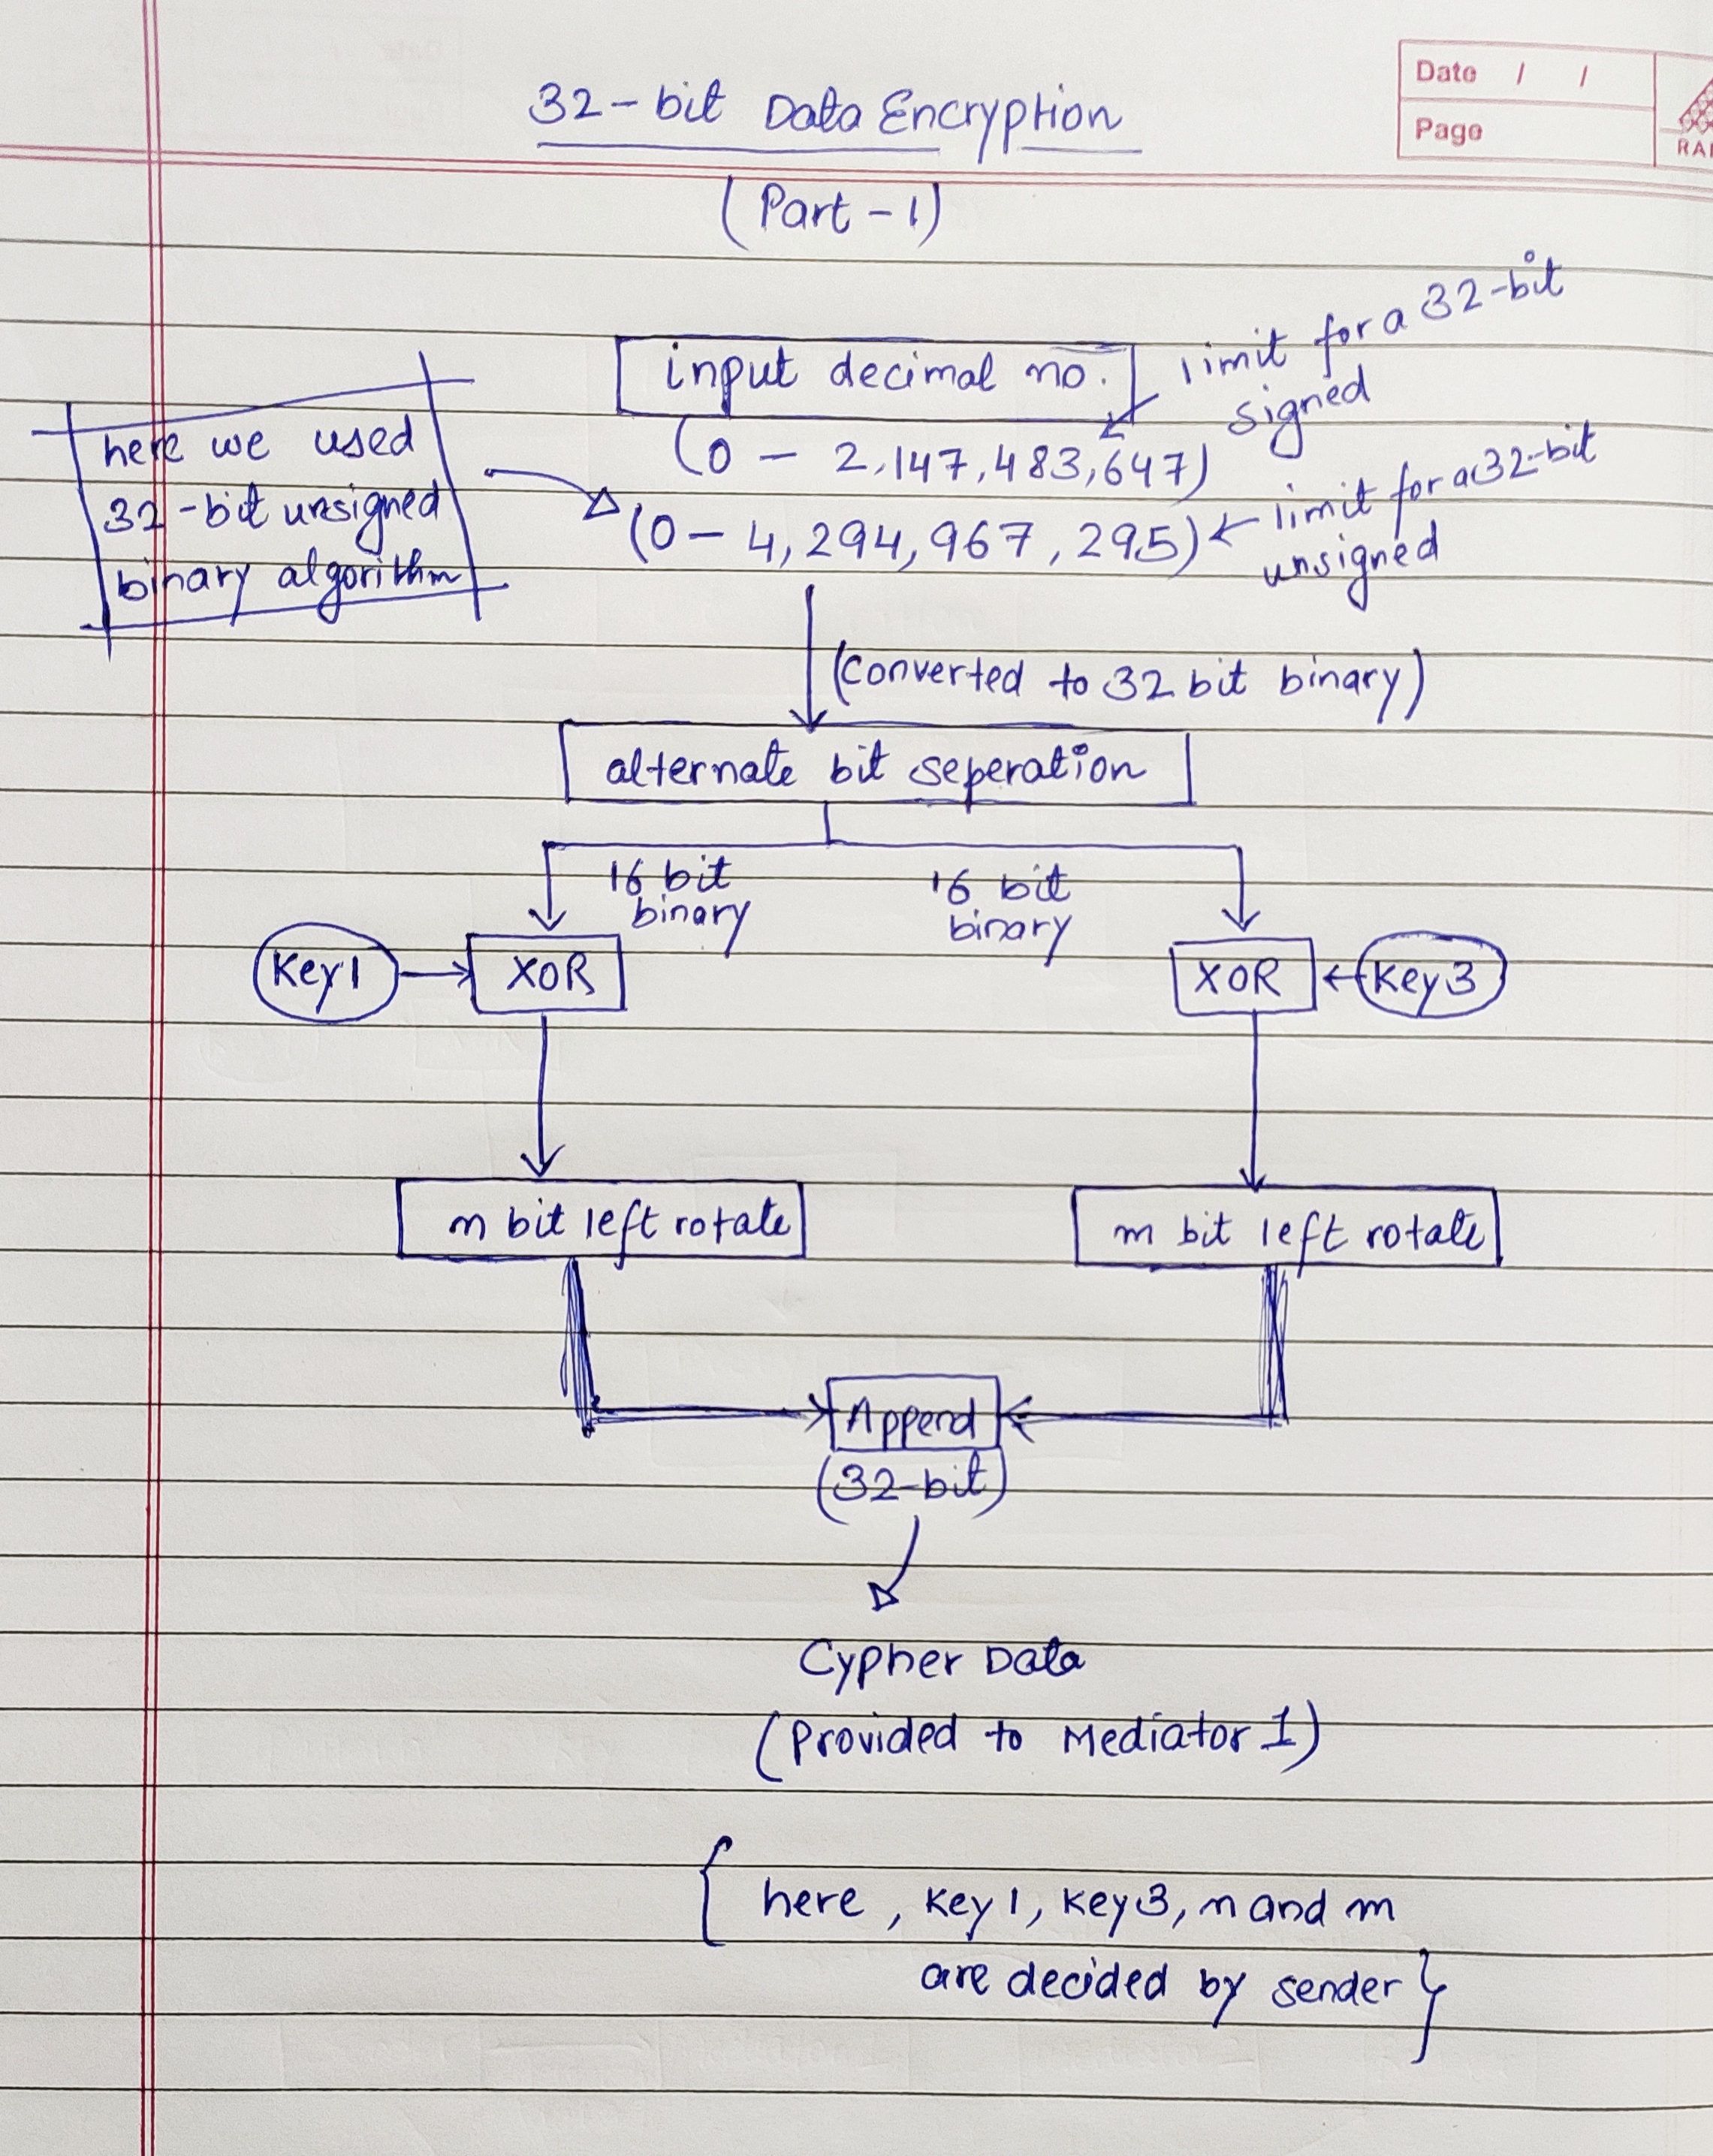 Date / /
Page
RAI
32-bit Data Encryption
(Part-1)
input decimal no.
limit for a 32-bit
signed
(0 - 2,147,483,647)
here we used
32-bit unsigned
binary algorithm
(0 - 4,294,967,295)
limit for a 32-bit
unsigned
(converted to 32 bit binary)
alternate bit seperation
16 bit
binary
16 bit
binary
Key1
XOR
XOR
Key3
n bit left rotate
m bit left rotate
Append
(32-bit)
Cypher Data
(Provided to Mediator 1)
{ here, Key1, Key3, n and m
are decided by sender }